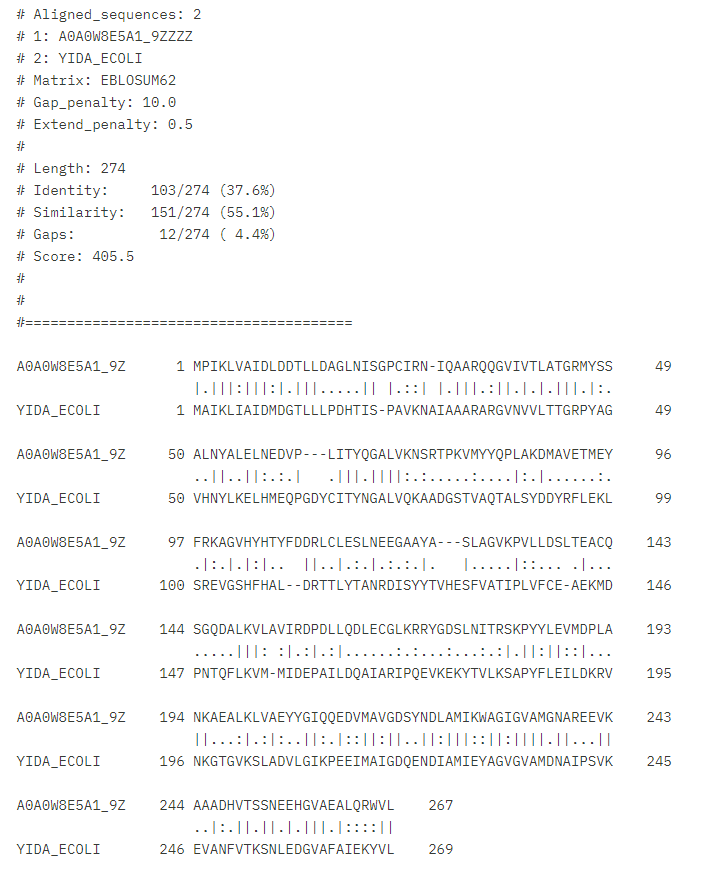 # Aligned_sequences: 2
# 1: A0A0W8E5A1_9ZZZZ
# 2: YIDA_ECOLI
# Matrix: EBLOSUM62
# Gap_penalty: 10.0
# Extend_penalty: 0.5
#
# Length: 274
# Identity:     103/274 (37.6%)
# Similarity:   151/274 (55.1%)
# Gaps:          12/274 ( 4.4%)
# Score: 405.5
#
#
#=======================================
A0A0W8E5A1_9Z      1 MPIKLVAIDLDDTLLDAGLNISGPCIRN-IQAARQQGVIVTLATGRMYSS     49
                     |.|||:|||:|.|||.....|| |.::| |.|||.:||.|.|.|||.|:.
YIDA_ECOLI         1 MAIKLIAIDMDGTLLLPDHTIS-PAVKNAIAAARARGVNVVLTTGRPYAG     49
A0A0W8E5A1_9Z     50 ALNYALELNEDVP---LITYQGALVKNSRTPKVMYYQPLAKDMAVETMEY     96
                     ..||..||:.:.|   .|||.||||:.:.....:....|:.|......:.
YIDA_ECOLI        50 VHNYLKELHMEQPGDYCITYNGALVQKAADGSTVAQTALSYDDYRFLEKL     99
A0A0W8E5A1_9Z     97 FRKAGVHYHTYFDDRLCLESLNEEGAAYA---SLAGVKPVLLDSLTEACQ    143
                     .|:.|.|:|..  ||..|.:.|.:.:.|.   |.....|::... .|...
YIDA_ECOLI       100 SREVGSHFHAL--DRTTLYTANRDISYYTVHESFVATIPLVFCE-AEKMD    146
A0A0W8E5A1_9Z    144 SGQDALKVLAVIRDPDLLQDLECGLKRRYGDSLNITRSKPYYLEVMDPLA    193
                     .....|||: :|.:|.:|......:.:...:...:.:|.||:||::|...
YIDA_ECOLI       147 PNTQFLKVM-MIDEPAILDQAIARIPQEVKEKYTVLKSAPYFLEILDKRV    195
A0A0W8E5A1_9Z    194 NKAEALKLVAEYYGIQQEDVMAVGDSYNDLAMIKWAGIGVAMGNAREEVK    243
                     ||...:|.:|:..||:.|::||:||..||:|||::||:||||.||...||
YIDA_ECOLI       196 NKGTGVKSLADVLGIKPEEIMAIGDQENDIAMIEYAGVGVAMDNAIPSVK    245
A0A0W8E5A1_9Z    244 AAADHVTSSNEEHGVAEALQRWVL    267
                     ..|:.||.||.|.|||.|::::||
YIDA_ECOLI       246 EVANFVTKSNLEDGVAFAIEKYVL    269